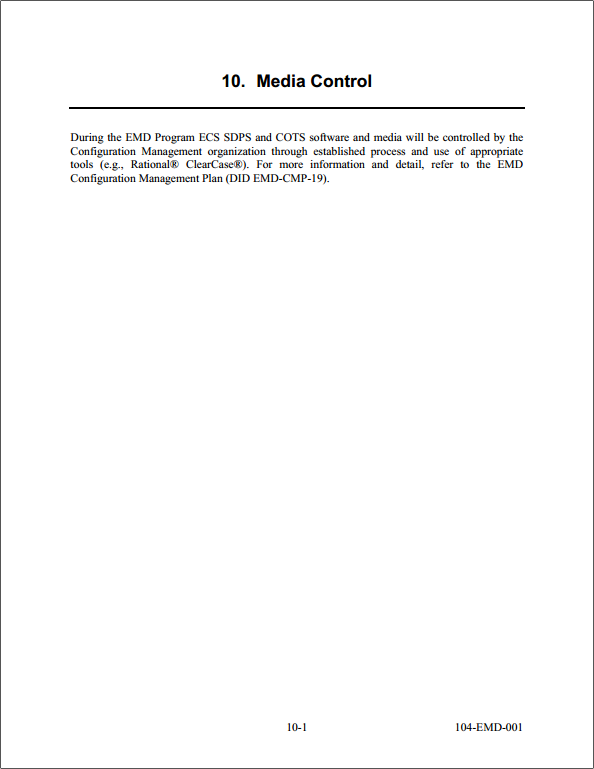 10. Media Control
During the EMD Program ECS SDPS and COTS software and media will be controlled by the
Configuration Management organization through established process and use of appropriate
tools (e.g., Rational® ClearCase®). For more information and detail, refer to the EMD
Configuration Management Plan (DID EMD-CMP-19).
10-1 104-EMD-001